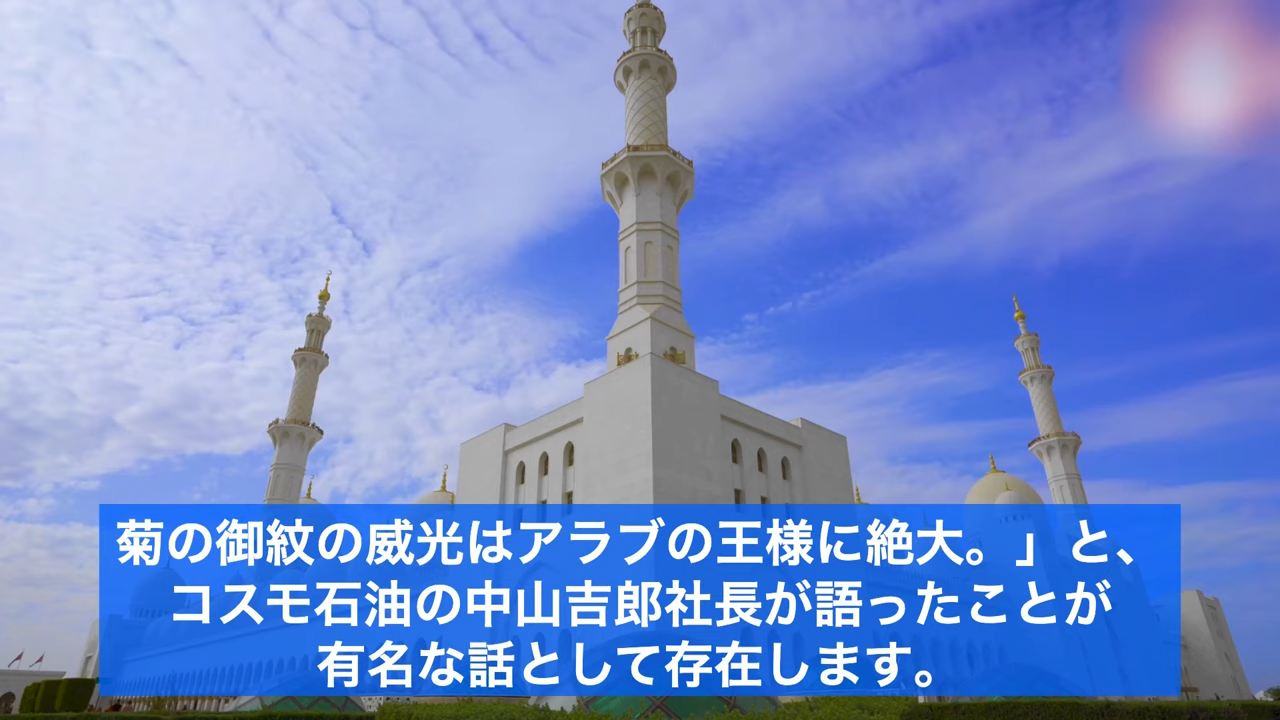 菊の御紋の威光はアラブの王様に絶大。」と、
コスモ石油の中山吉郎社長が語ったことが
有名な話として存在します。